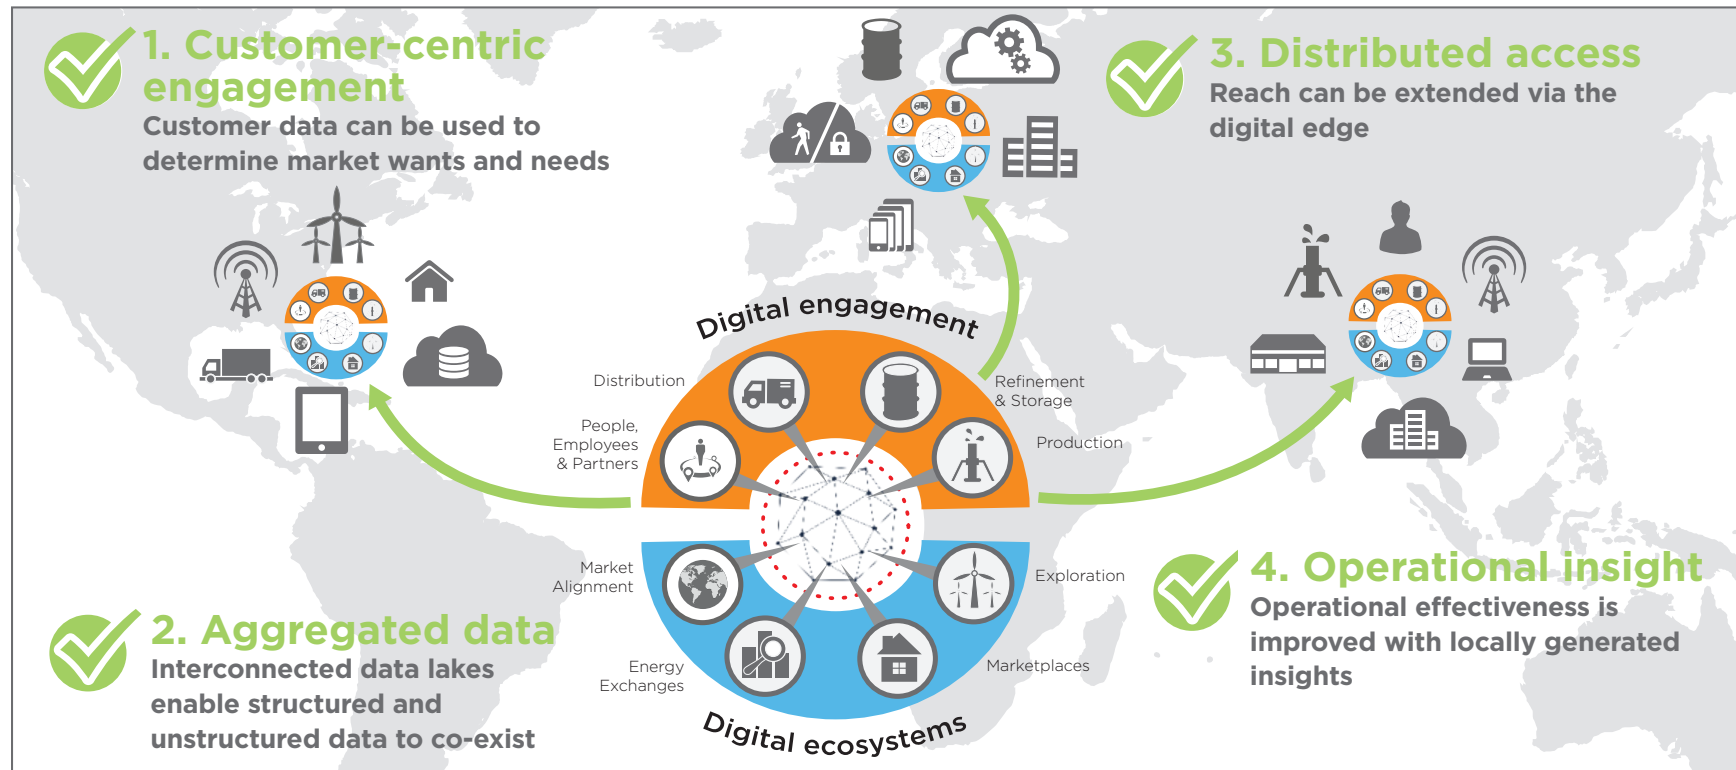 1. Customer-centric
engagement
Customer data can be used to
determine market wants and needs
3. Distributed access
Reach can be extended via the
digital edge
Digital engagement
Distribution
Refinement
& Storage
People,
Employees
& Partners
Production
Market
Alignment
Exploration
Energy
Exchanges
Marketplaces
Digital ecosystems
2. Aggregated data
Interconnected data lakes
enable structured and
unstructured data to co-exist
4. Operational insight
Operational effectiveness is
improved with locally generated
insights